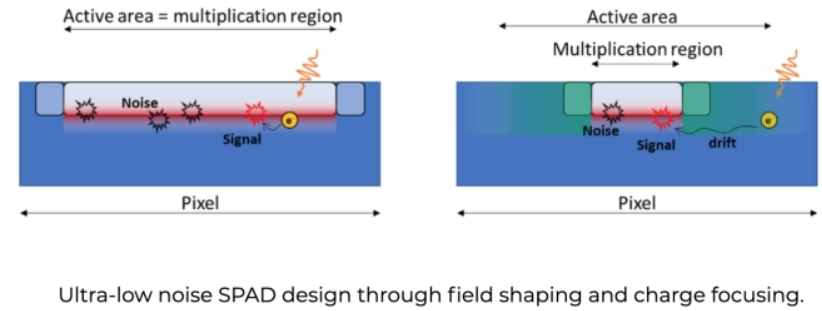 Active area = multiplication region
Noise
e
Signal
Pixel
Active area
Multiplication region
e
Noise
Signal
drift
Pixel
Ultra-low noise SPAD design through field shaping and charge focusing.